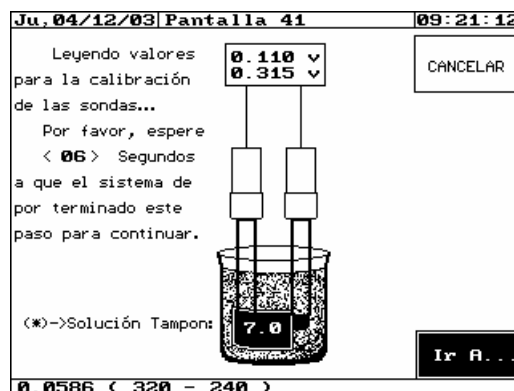 Ju,04/12/03 Pantalla 41 09:21:12
Leyendo valores
para la calibración
de las sondas...
Por favor, espere
< 06 > Segundos
a que el sistema de
por terminado este
paso para continuar.
0.110 v
0.315 v
CANCELAR
(*)->Solución Tampon:
7.0
Ir A...
0.0586 ( 320 - 240 )